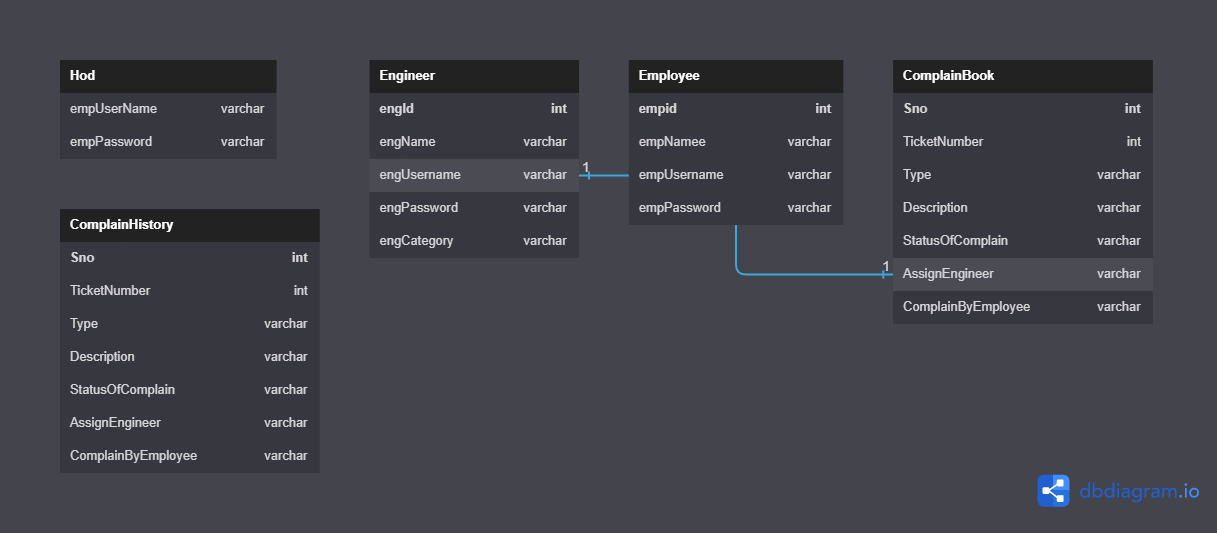 Hod
empUserName varchar
empPassword varchar
Engineer
engId int
engName varchar
engUsername varchar
engPassword varchar
engCategory varchar
1
Employee
empid int
empNamee varchar
empUsername varchar
empPassword varchar
1
ComplainBook
Sno int
TicketNumber int
Type varchar
Description varchar
StatusOfComplain varchar
AssignEngineer varchar
ComplainByEmployee varchar
ComplainHistory
Sno int
TicketNumber int
Type varchar
Description varchar
StatusOfComplain varchar
AssignEngineer varchar
ComplainByEmployee varchar
dbdiagram.io